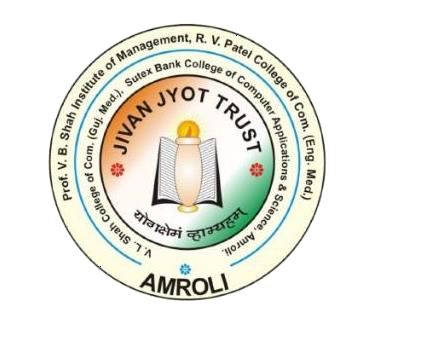 Prof. V. B. Shah Institute of Management, R. V. Patel College of Com. (Eng. Med.)
V. L. Shah College of Com. (Guj. Med.), Sutex Bank College of Computer Applications & Science, Amroli.
JIVAN JYOT TRUST
योगक्षेमं व्हाम्यहम्
AMROLI